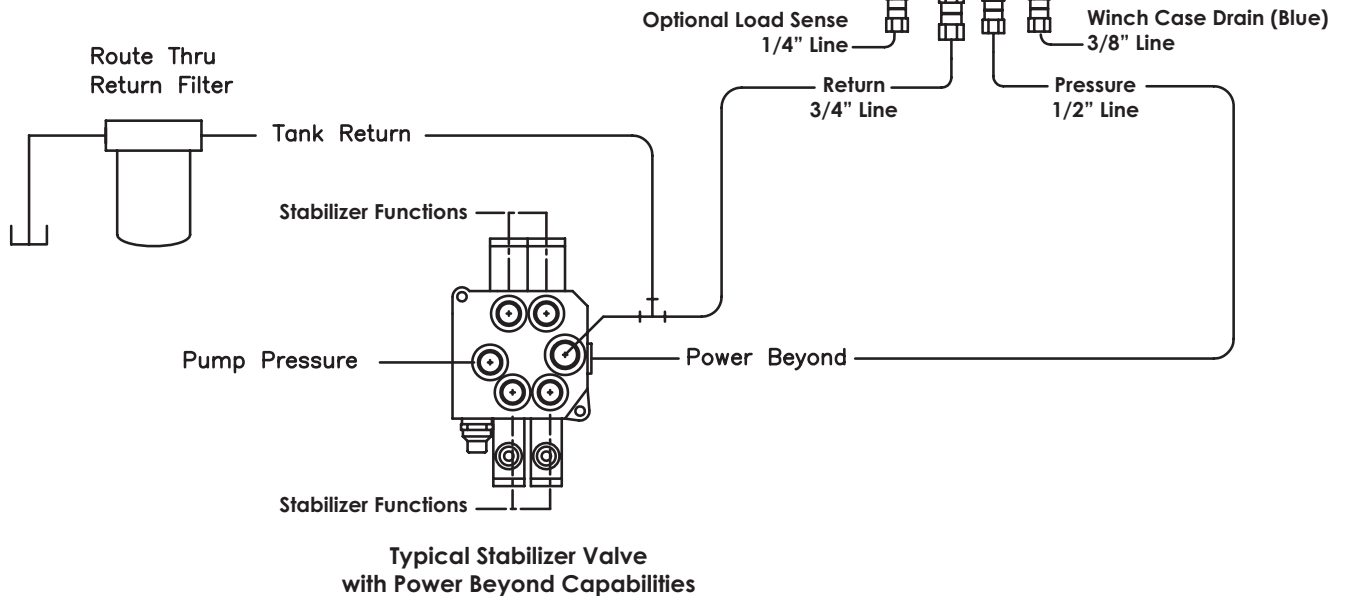 Optional Load Sense
1/4” Line
Winch Case Drain (Blue)
3/8” Line
Route Thru
Return Filter
Return
3/4” Line
Pressure
1/2” Line
Tank Return
Stabilizer Functions
Pump Pressure
Power Beyond
Stabilizer Functions
Typical Stabilizer Valve
with Power Beyond Capabilities